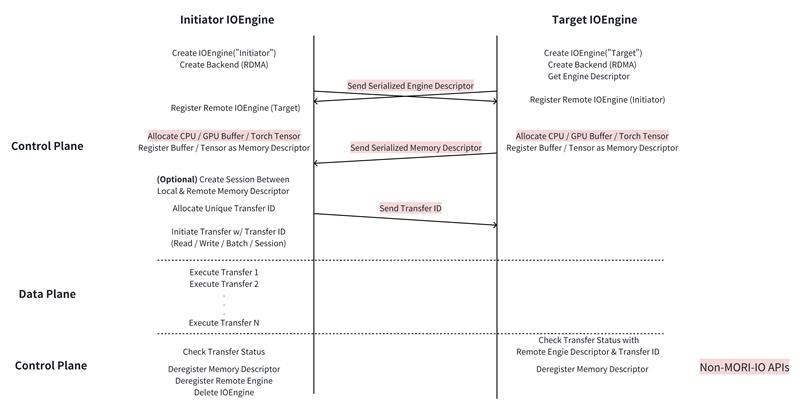 Initiator IOEngine
Target IOEngine
Create IOEngine("Initiator")
Create Backend (RDMA)
Create IOEngine("Target")
Create Backend (RDMA)
Get Engine Descriptor
Send Serialized Engine Descriptor
Register Remote IOEngine (Target)
Register Remote IOEngine (Initiator)
Control Plane
Allocate CPU / GPU Buffer / Torch Tensor
Register Buffer / Tensor as Memory Descriptor
Send Serialized Memory Descriptor
Allocate CPU / GPU Buffer / Torch Tensor
Register Buffer / Tensor as Memory Descriptor
(Optional) Create Session Between
Local & Remote Memory Descriptor
Allocate Unique Transfer ID
Send Transfer ID
Initiate Transfer w/ Transfer ID
(Read / Write / Batch / Session)
Data Plane
Execute Transfer 1
Execute Transfer 2
.
.
.
Execute Transfer N
Control Plane
Check Transfer Status
Deregister Memory Descriptor
Deregister Remote Engine
Delete IOEngine
Check Transfer Status with
Remote Engie Descriptor & Transfer ID
Deregister Memory Descriptor
Non-MORI-IO APIs